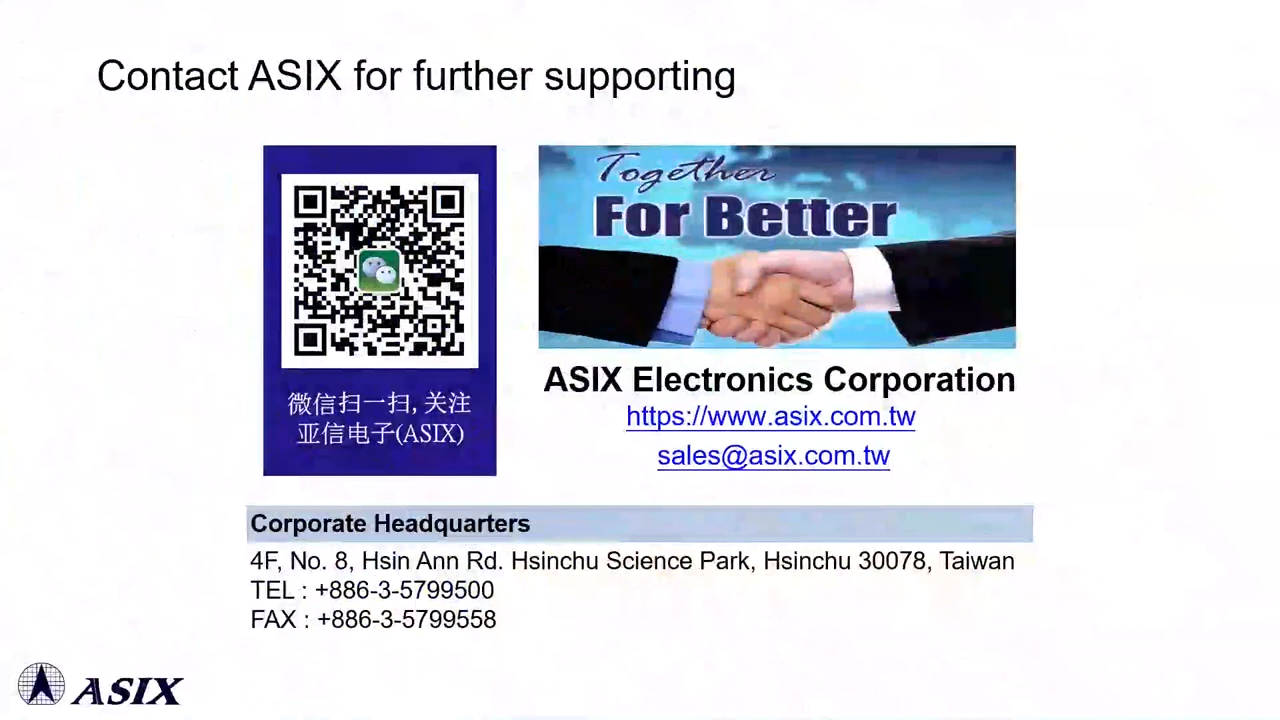 Contact ASIX for further supporting
微信扫一扫, 关注
亚信电子(ASIX)
Together
For Better
ASIX Electronics Corporation
https://www.asix.com.tw
sales@asix.com.tw
Corporate Headquarters
4F, No. 8, Hsin Ann Rd. Hsinchu Science Park, Hsinchu 30078, Taiwan
TEL : +886-3-5799500
FAX : +886-3-5799558
ASIX